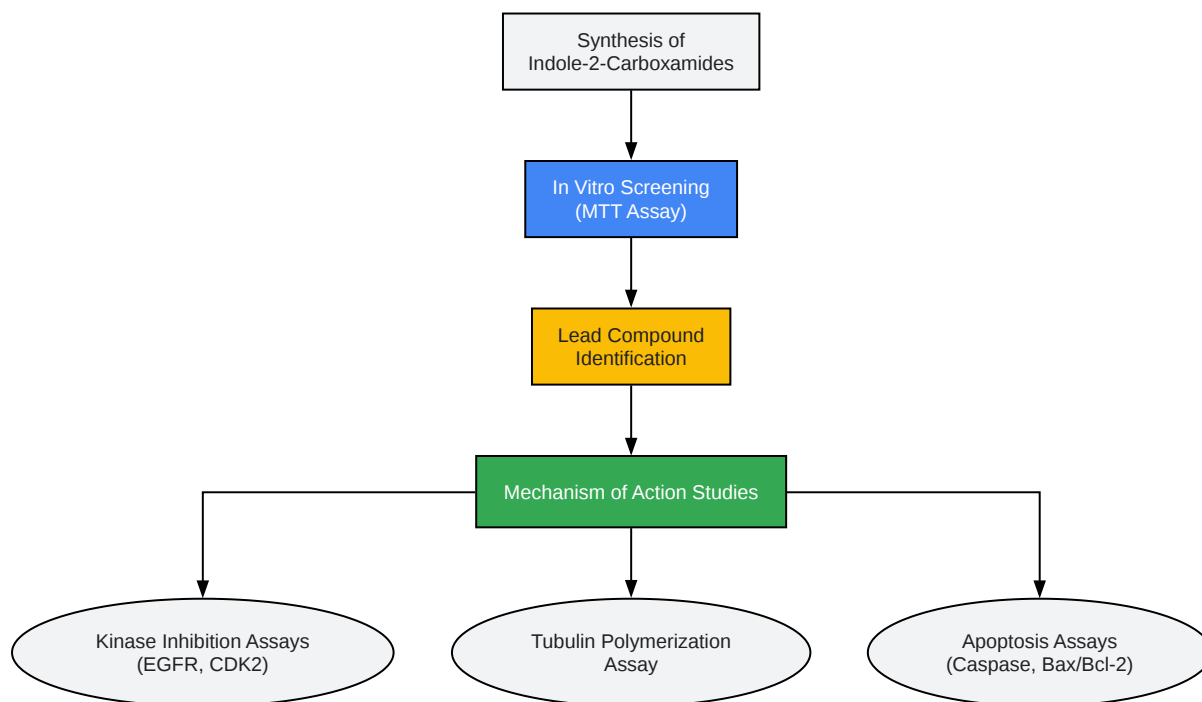 Synthesis of
Indole-2-Carboxamides
In Vitro Screening
(MTT Assay)
Lead Compound
Identification
Mechanism of Action Studies
Kinase Inhibition Assays
(EGFR, CDK2)
Tubulin Polymerization
Assay
Apoptosis Assays
(Caspase, Bax/Bcl-2)